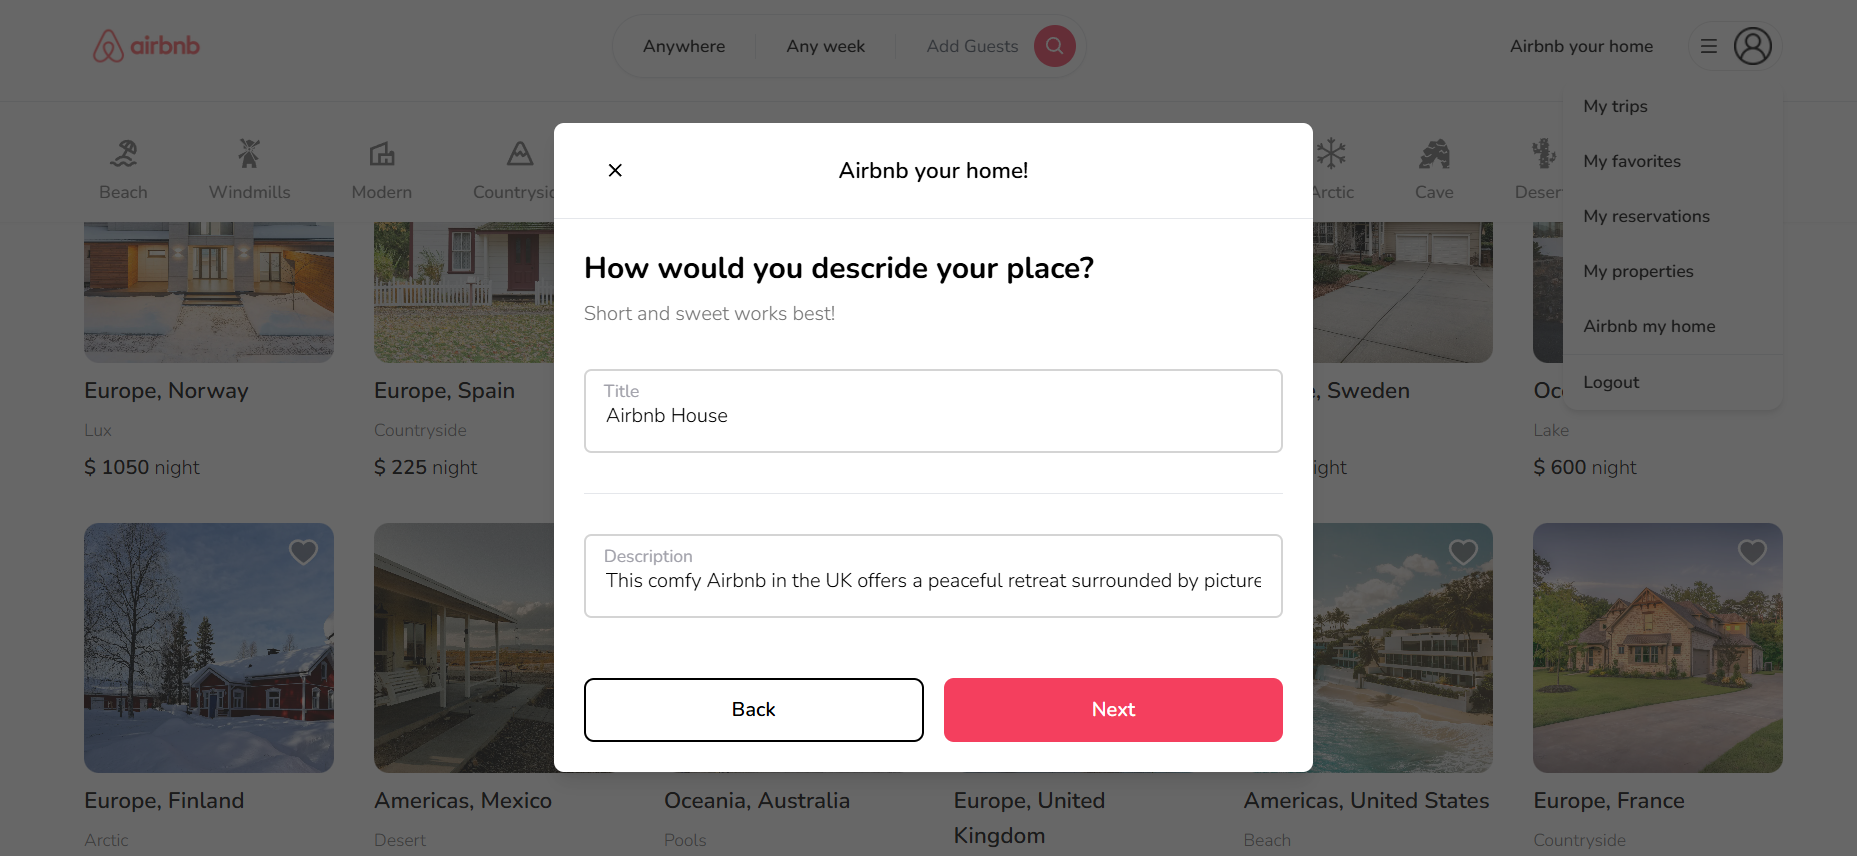 airbnb
Anywhere
Any week
Add Guests
Airbnb your home
My trips
My favorites
My reservations
My properties
Airbnb my home
Logout
Beach
Windmills
Modern
Arctic
Cave
Airbnb your home!
How would you descride your place?
Short and sweet works best!
Title
Airbnb House
Description
This comfy Airbnb in the UK offers a peaceful retreat surrounded by picture
Back
Next
Europe, Norway
Lux
$ 1050 night
Europe, Spain
Countryside
$ 225 night
Sweden
Lake
$ 600 night
Europe, Finland
Arctic
Americas, Mexico
Desert
Oceania, Australia
Pools
Europe, United
Kingdom
Americas, United States
Beach
Europe, France
Countryside